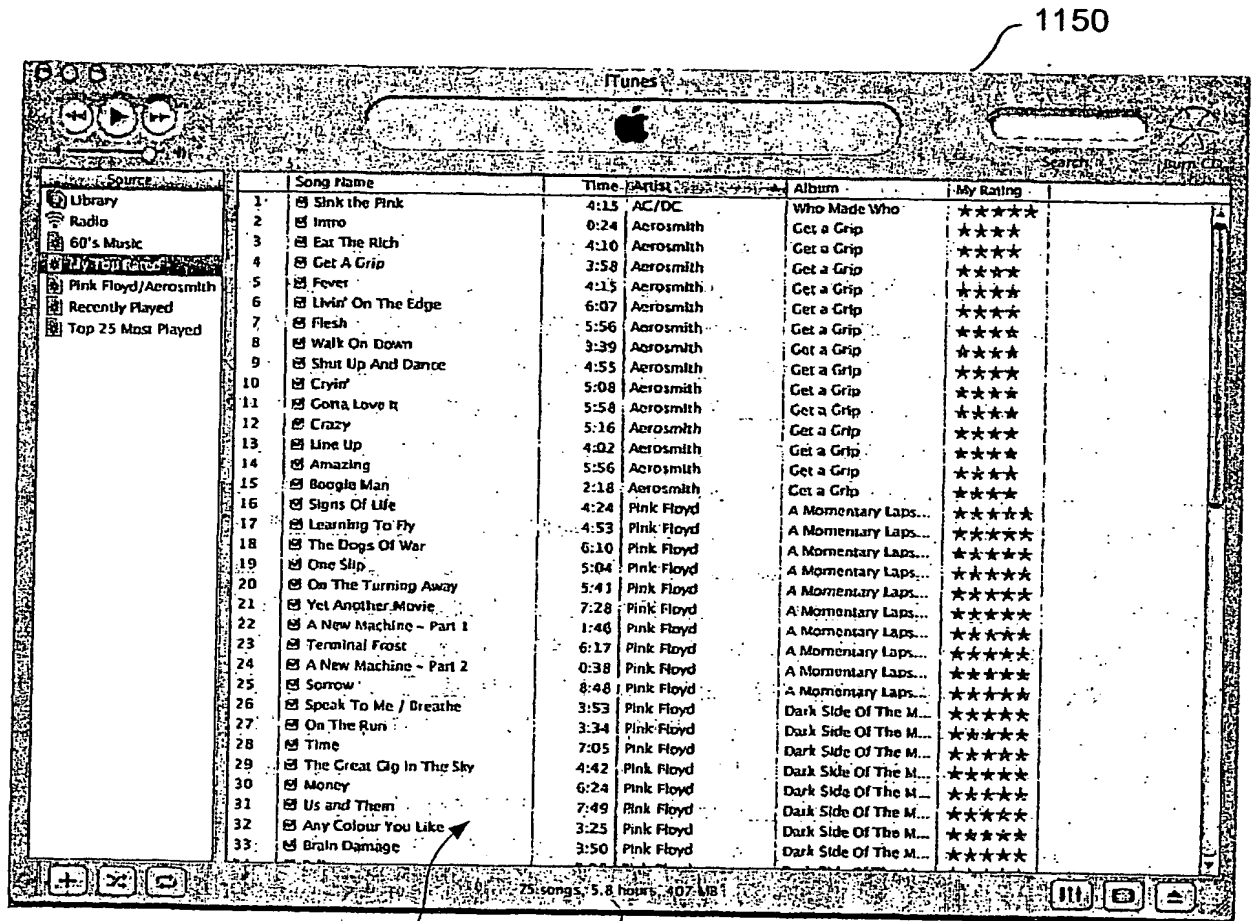 1150
iTunes
Search Burn CD
Source
Library
Radio
60's Music
My Top Rated
Pink Floyd/Aerosmith
Recently Played
Top 25 Most Played
Song Name Time Artist Album My Rating
1 Sink the Pink 4:15 AC/DC Who Made Who ★★★★★
2 Intro 0:24 Aerosmith Get a Grip ★★★★
3 Eat The Rich 4:10 Aerosmith Get a Grip ★★★★
4 Get A Grip 3:58 Aerosmith Get a Grip ★★★★
5 Fever 4:15 Aerosmith Get a Grip ★★★★
6 Livin' On The Edge 6:07 Aerosmith Get a Grip ★★★★
7 Flesh 5:56 Aerosmith Get a Grip ★★★★
8 Walk On Down 3:39 Aerosmith Get a Grip ★★★★
9 Shut Up And Dance 4:55 Aerosmith Get a Grip ★★★★
10 Cryin' 5:08 Aerosmith Get a Grip ★★★★
11 Gotta Love It 5:58 Aerosmith Get a Grip ★★★★
12 Crazy 5:16 Aerosmith Get a Grip ★★★★
13 Line Up 4:02 Aerosmith Get a Grip ★★★★
14 Amazing 5:56 Aerosmith Get a Grip ★★★★
15 Boogie Man 2:18 Aerosmith Get a Grip ★★★★
16 Signs Of Life 4:24 Pink Floyd A Momentary Laps... ★★★★★
17 Learning To Fly 4:53 Pink Floyd A Momentary Laps... ★★★★★
18 The Dogs Of War 6:10 Pink Floyd A Momentary Laps... ★★★★★
19 One Slip 5:04 Pink Floyd A Momentary Laps... ★★★★★
20 On The Turning Away 5:41 Pink Floyd A Momentary Laps... ★★★★★
21 Yet Another Movie 7:28 Pink Floyd A Momentary Laps... ★★★★★
22 A New Machine - Part 1 1:46 Pink Floyd A Momentary Laps... ★★★★★
23 Terminal Frost 6:17 Pink Floyd A Momentary Laps... ★★★★★
24 A New Machine - Part 2 0:38 Pink Floyd A Momentary Laps... ★★★★★
25 Sorrow 8:48 Pink Floyd A Momentary Laps... ★★★★★
26 Speak To Me / Breathe 3:53 Pink Floyd Dark Side Of The M... ★★★★★
27 On The Run 3:34 Pink Floyd Dark Side Of The M... ★★★★★
28 Time 7:05 Pink Floyd Dark Side Of The M... ★★★★★
29 The Great Gig In The Sky 4:42 Pink Floyd Dark Side Of The M... ★★★★★
30 Money 6:24 Pink Floyd Dark Side Of The M... ★★★★★
31 Us and Them 7:49 Pink Floyd Dark Side Of The M... ★★★★★
32 Any Colour You Like 3:25 Pink Floyd Dark Side Of The M... ★★★★★
33 Brain Damage 3:50 Pink Floyd Dark Side Of The M... ★★★★★
75 songs, 5.8 hours, 407 MB